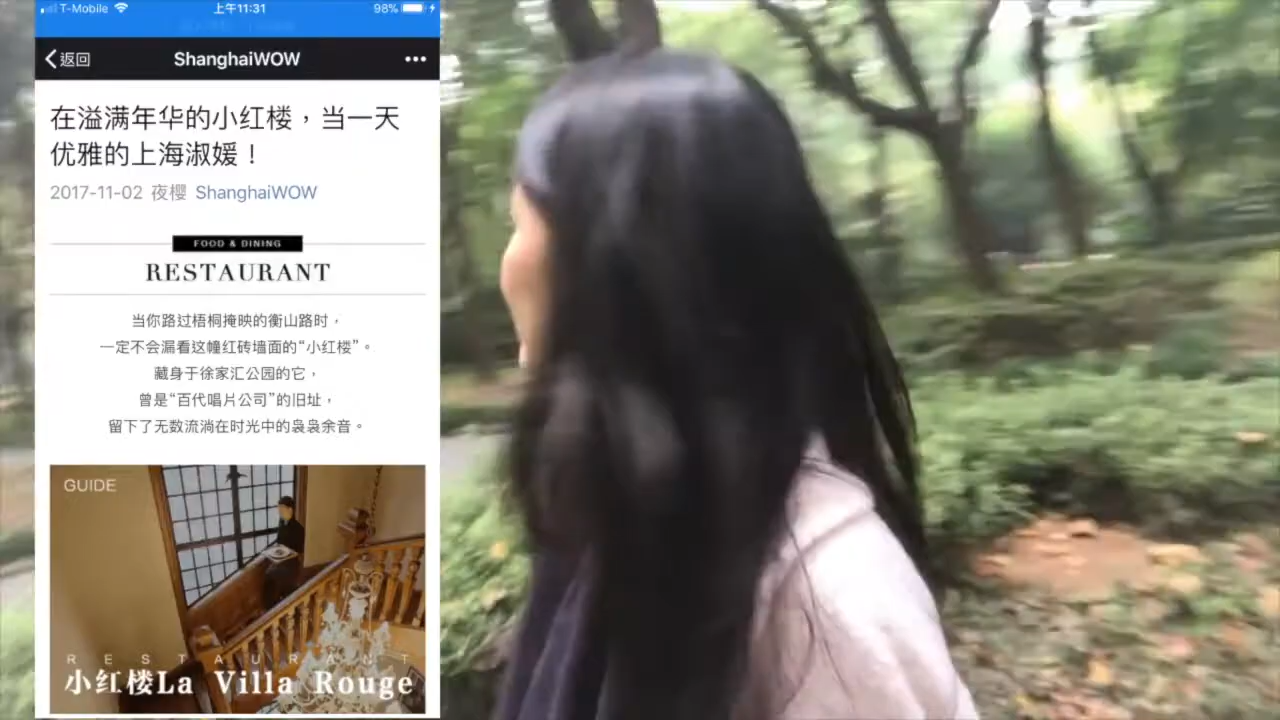 T-Mobile 上午11:31 98%
返回 ShanghaiWOW
在溢满年华的小红楼，当一天
优雅的上海淑媛！
2017-11-02 夜樱 ShanghaiWOW
FOOD & DINING
RESTAURANT
当你路过梧桐掩映的衡山路时，
一定不会漏看这幢红砖墙面的“小红楼”。
藏身于徐家汇公园的它，
曾是“百代唱片公司”的旧址，
留下了无数流淌在时光中的袅袅余音。
GUIDE
RESTAURANT
小红楼La Villa Rouge